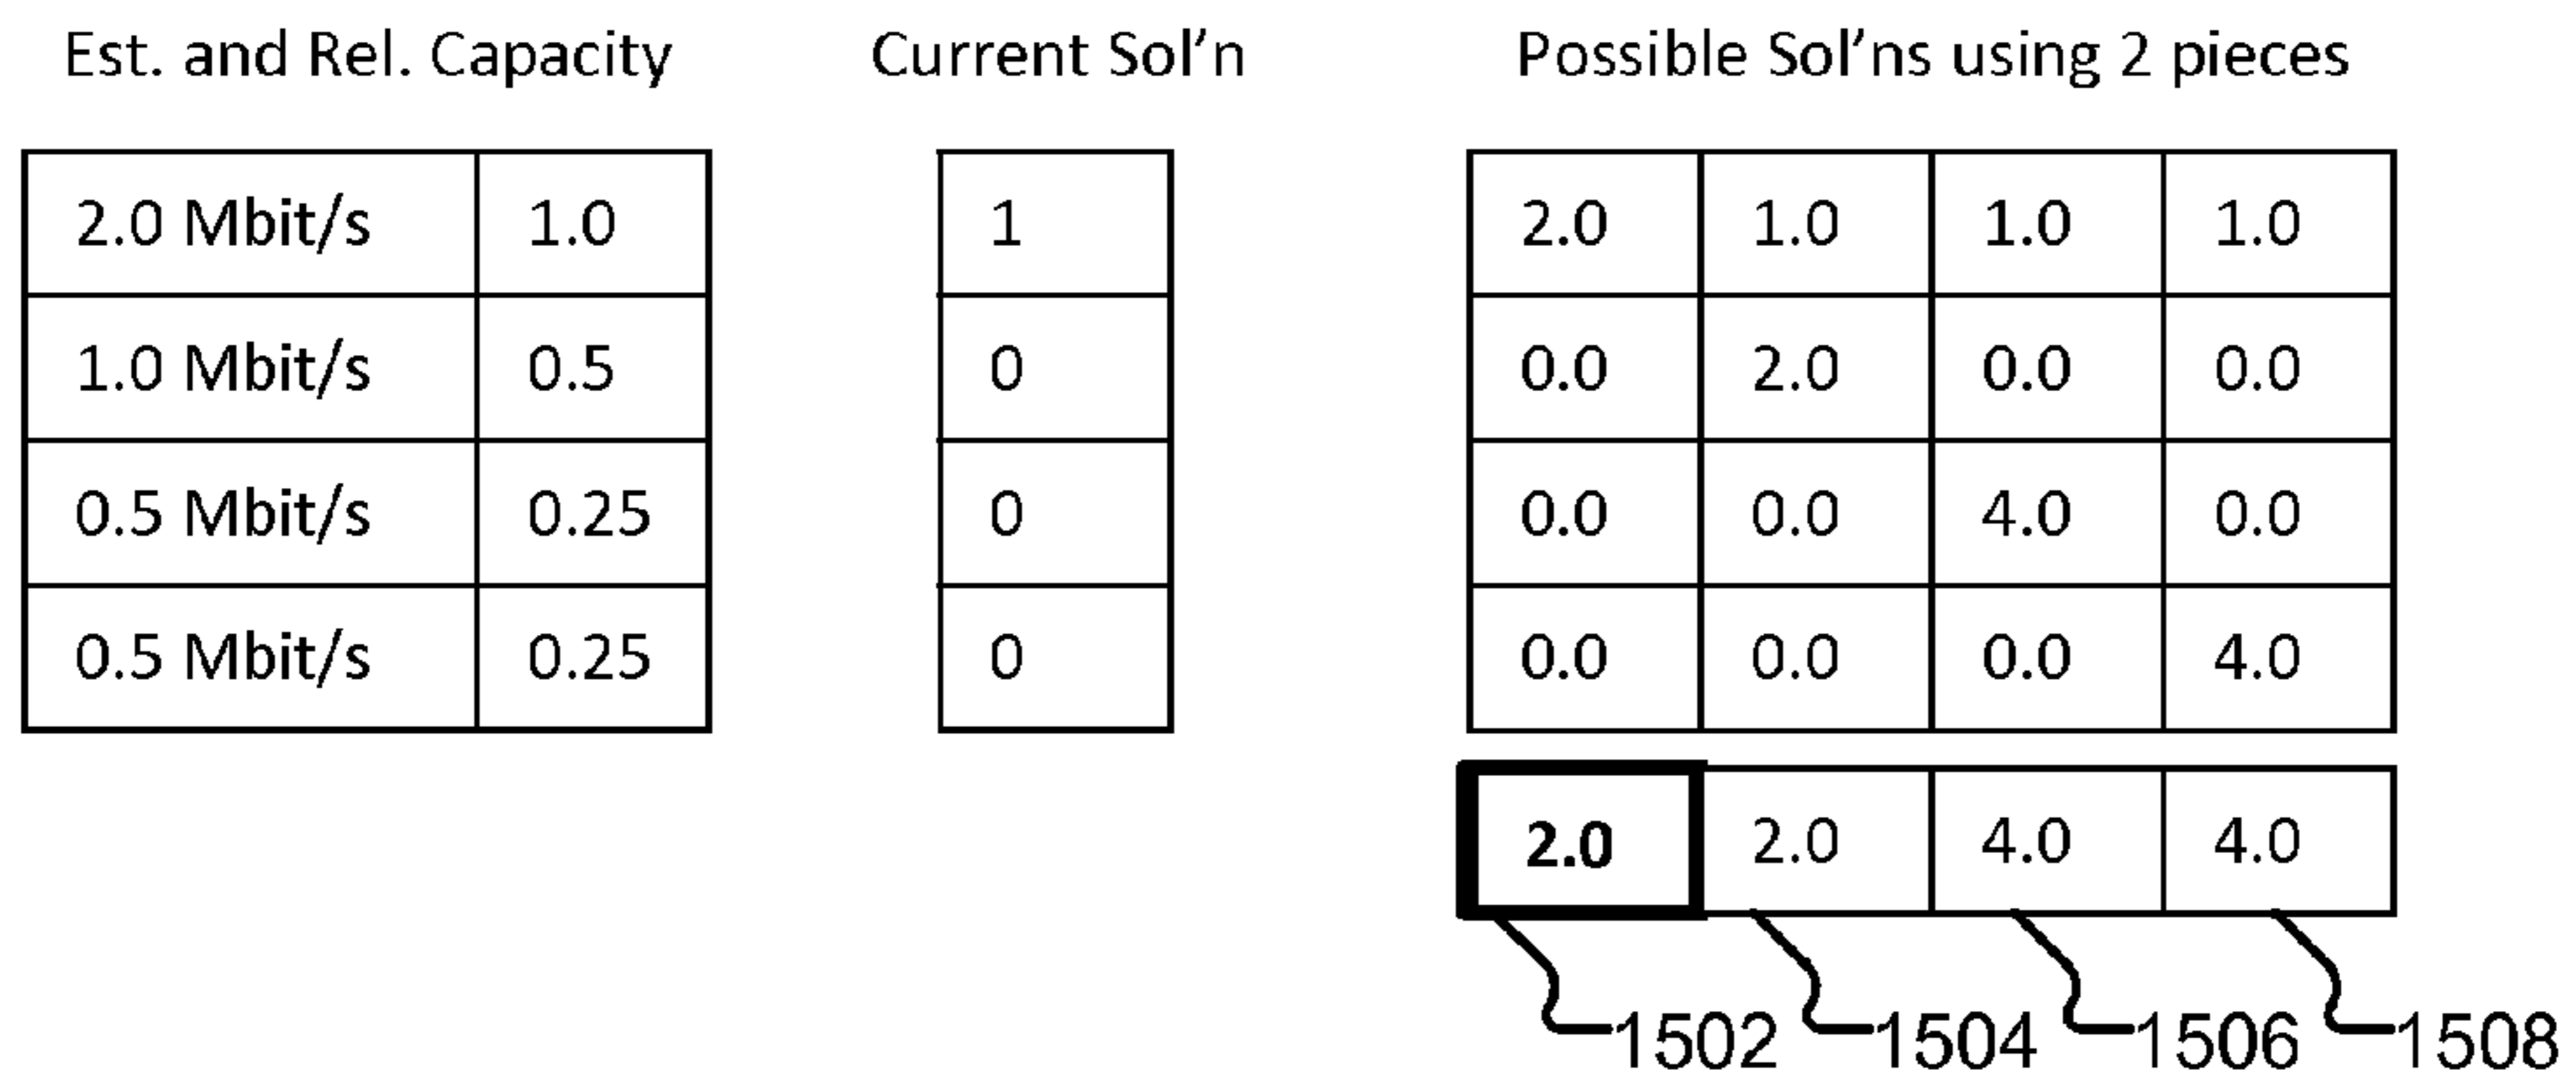 Est. and Rel. Capacity Current Sol’n Possible Sol’ns using 2 pieces
2.0 Mbit/s 1.0 1 2.0 1.0 1.0 1.0
1.0 Mbit/s 0.5 0 0.0 2.0 0.0 0.0
0.5 Mbit/s 0.25 0 0.0 0.0 4.0 0.0
0.5 Mbit/s 0.25 0 0.0 0.0 0.0 4.0
2.0 2.0 4.0 4.0
1502 1504 1506 1508